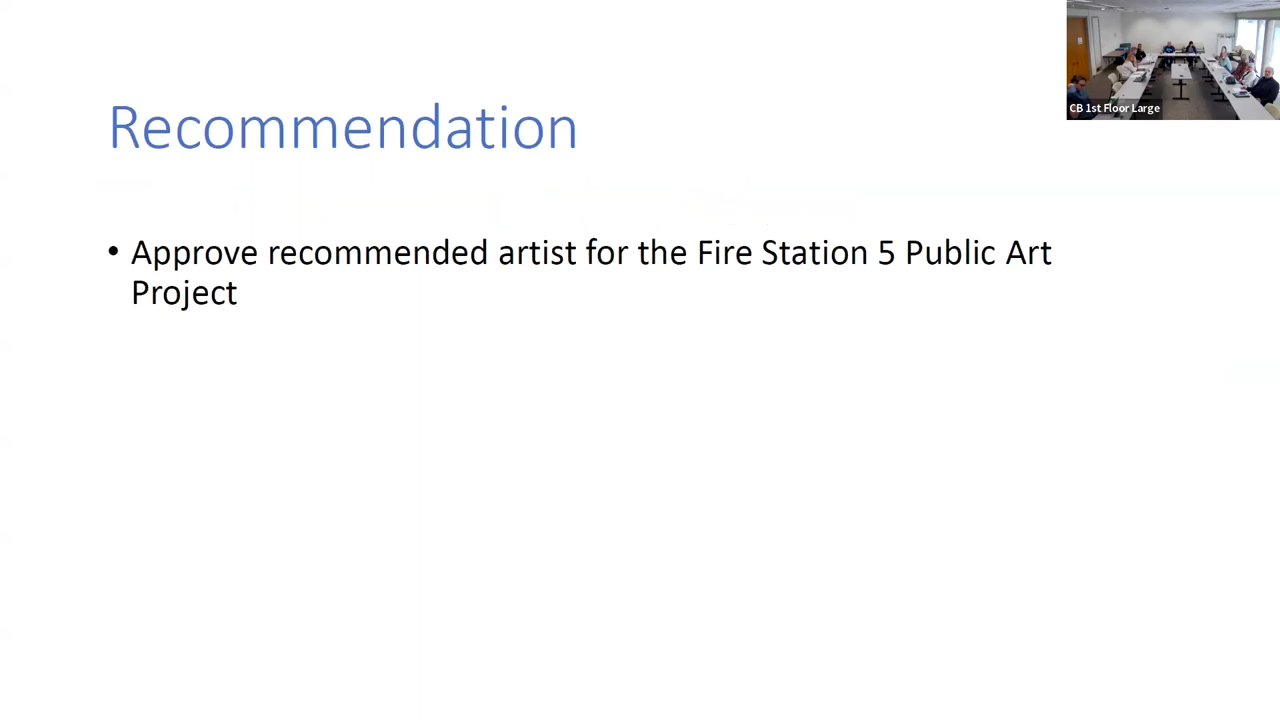 CB 1st Floor Large
Recommendation
• Approve recommended artist for the Fire Station 5 Public Art
Project